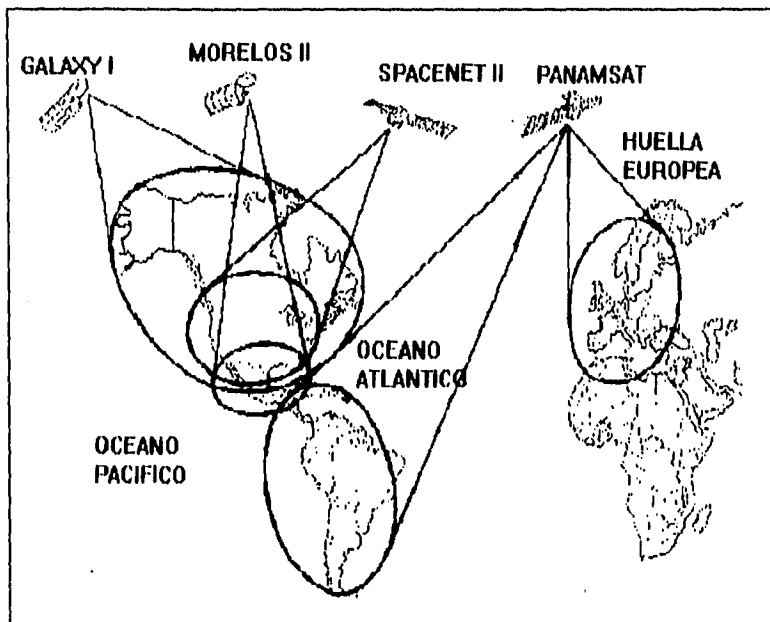 GALAXY I
MORELOS II
SPACENET II
PANAMSAT
HUELLA
EUROPEA
OCEANO
ATLANTICO
OCEANO
PACIFICO